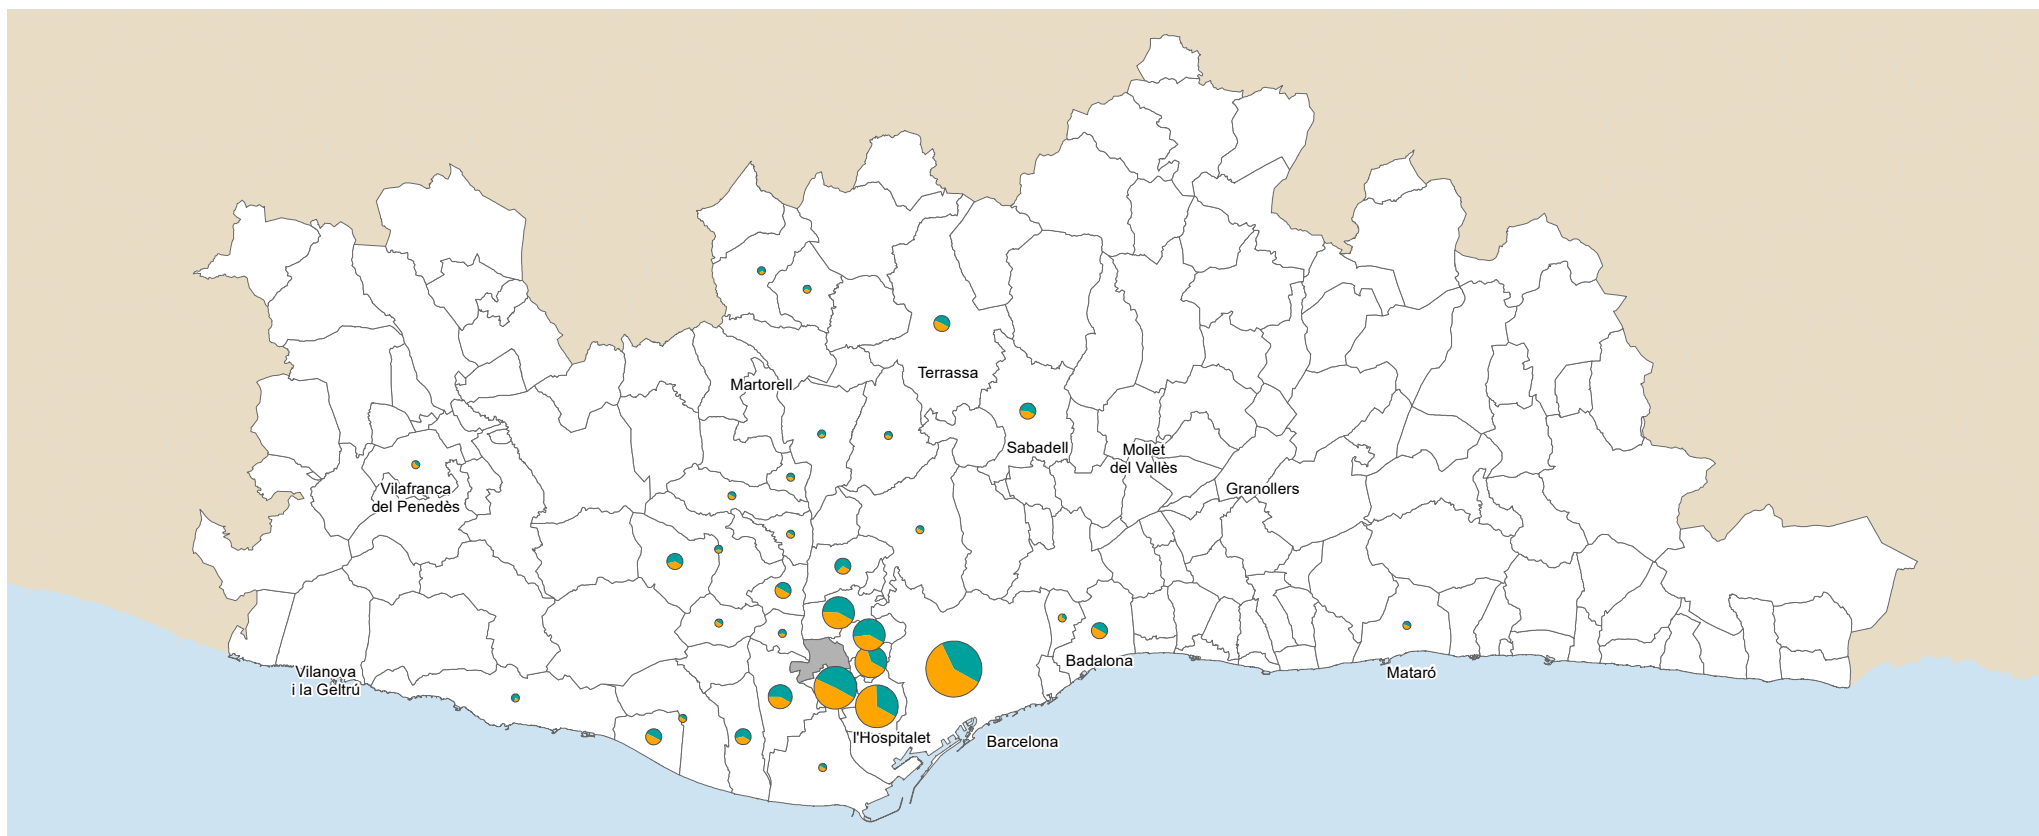 Terrassa
Martorell
Sabadell
Mollet
del Vallès
Granollers
Vilafranca
del Penedès
Badalona
Mataró
Vilanova
i la Geltrú
l'Hospitalet
Barcelona